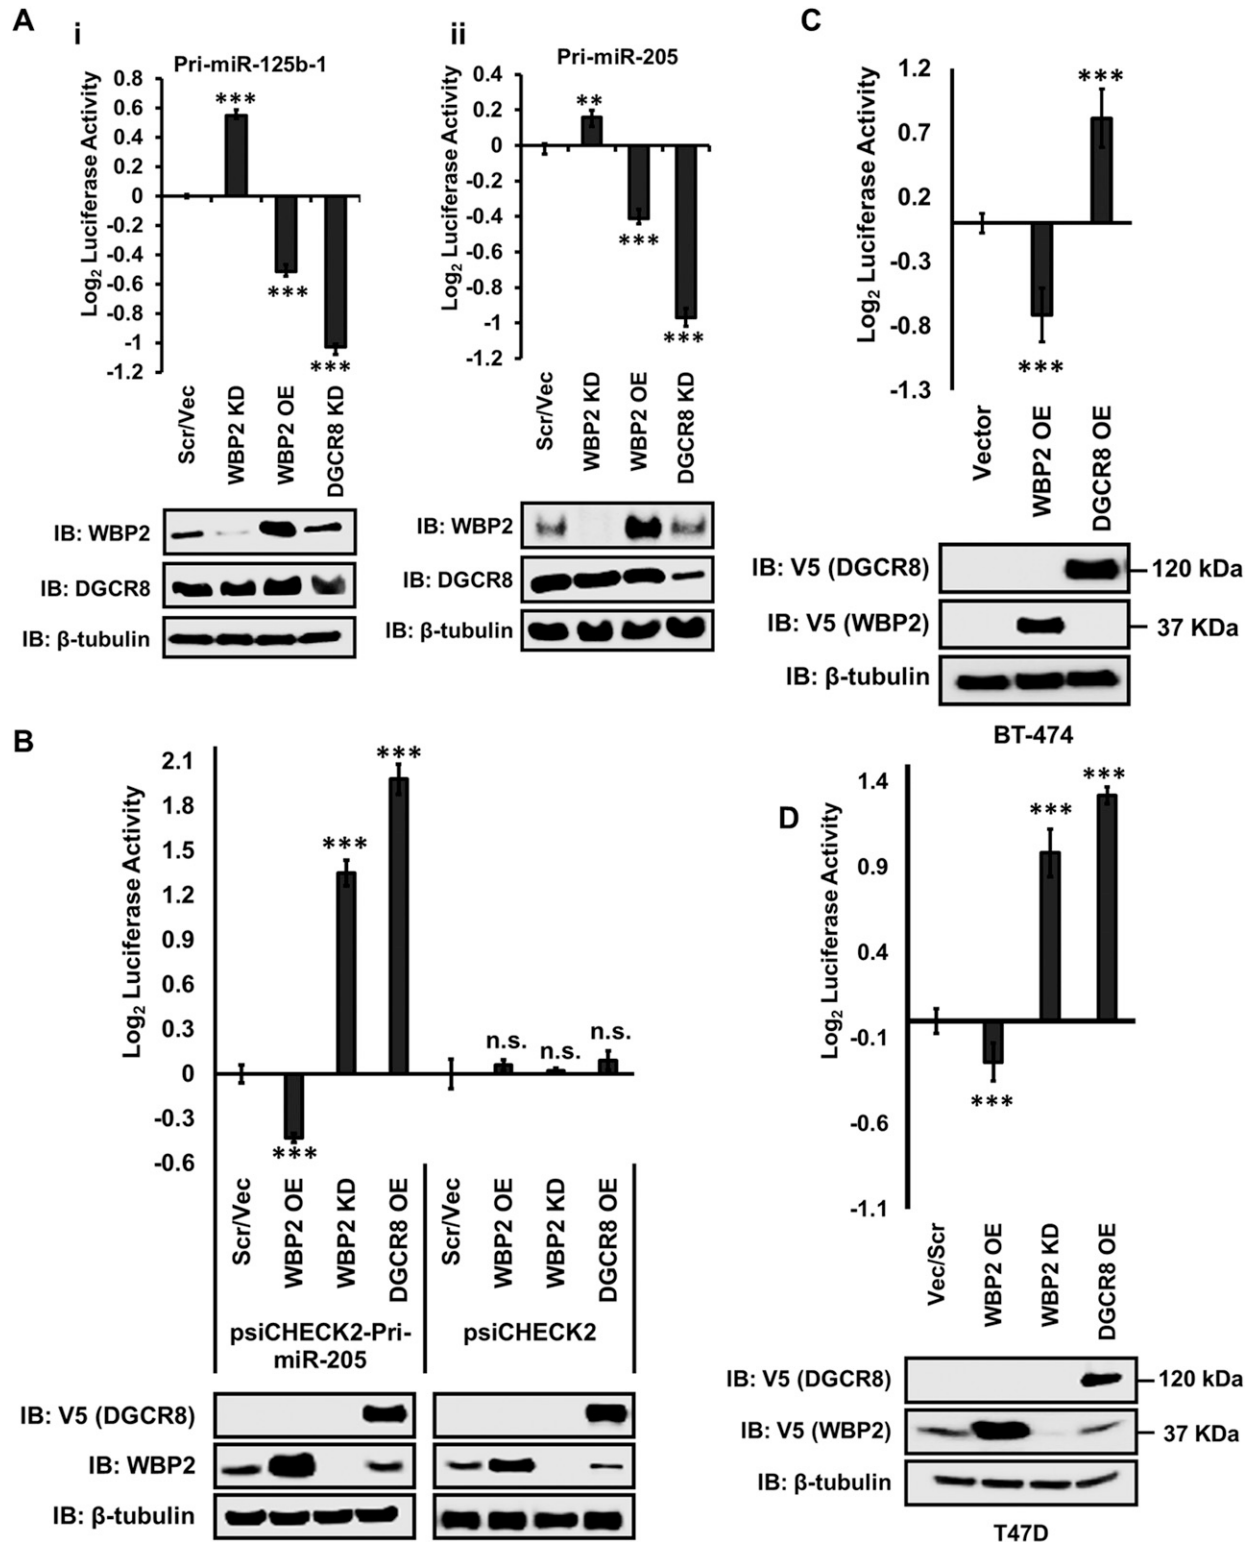 A
i
Pri-miR-125b-1
Log2 Luciferase Activity
0.8
0.6
0.4
0.2
0
-0.2
-0.4
-0.6
-0.8
-1
-1.2
***
***
***
Scr/Vec
WBP2 KD
WBP2 OE
DGCR8 KD
IB: WBP2
IB: DGCR8
IB: β-tubulin
ii
Pri-miR-205
Log2 Luciferase Activity
0.4
0.2
0
-0.2
-0.4
-0.6
-0.8
-1
-1.2
**
***
***
Scr/Vec
WBP2 KD
WBP2 OE
DGCR8 KD
IB: WBP2
IB: DGCR8
IB: β-tubulin
C
Log2 Luciferase Activity
1.2
0.7
0.2
-0.3
-0.8
-1.3
***
***
Vector
WBP2 OE
DGCR8 OE
IB: V5 (DGCR8)
120 kDa
IB: V5 (WBP2)
37 KDa
IB: β-tubulin
BT-474
B
Log2 Luciferase Activity
2.1
1.8
1.5
1.2
0.9
0.6
0.3
0
-0.3
-0.6
***
***
***
n.s.
n.s.
n.s.
Scr/Vec
WBP2 OE
WBP2 KD
DGCR8 OE
Scr/Vec
WBP2 OE
WBP2 KD
DGCR8 OE
psiCHECK2-Pri-
miR-205
psiCHECK2
IB: V5 (DGCR8)
IB: WBP2
IB: β-tubulin
D
Log2 Luciferase Activity
1.4
0.9
0.4
-0.1
-0.6
-1.1
***
***
***
Vec/Scr
WBP2 OE
WBP2 KD
DGCR8 OE
IB: V5 (DGCR8)
120 kDa
IB: V5 (WBP2)
37 KDa
IB: β-tubulin
T47D